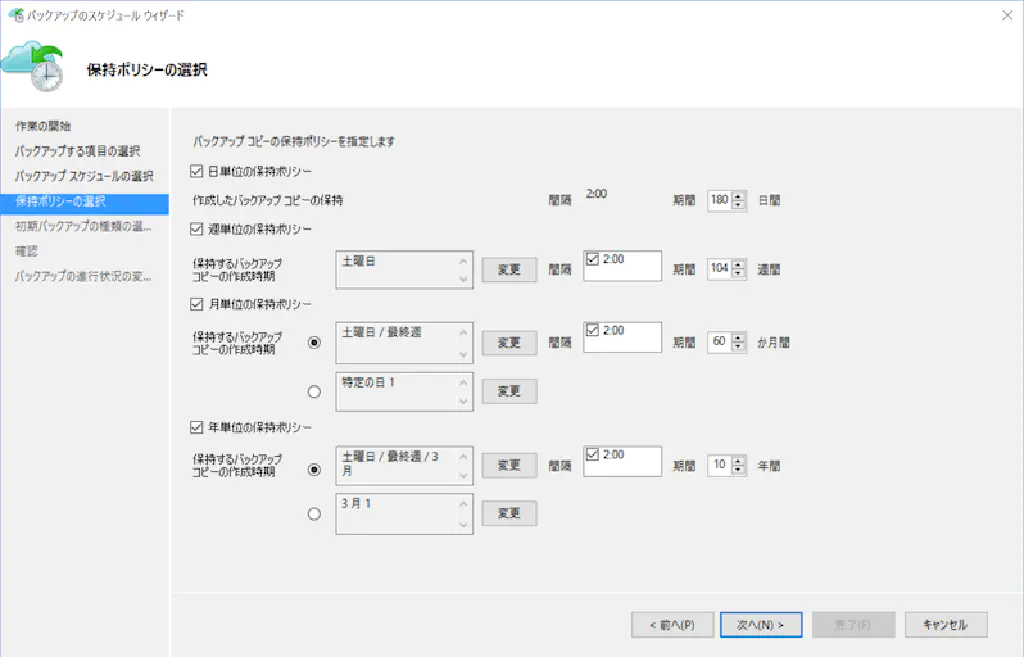 バックアップのスケジュール ウィザード
保持ポリシーの選択
作業の開始
バックアップする項目の選択
バックアップ スケジュールの選択
保持ポリシーの選択
初期バックアップの種類の選...
確認
バックアップの進行状況の変...
バックアップ コピーの保持ポリシーを指定します
日単位の保持ポリシー
作成したバックアップ コピーの保持 間隔 2:00 期間 180 日間
週単位の保持ポリシー
保持するバックアップ
コピーの作成時期 土曜日 変更 間隔 2:00 期間 104 週間
月単位の保持ポリシー
保持するバックアップ
コピーの作成時期 土曜日 / 最終週 変更 間隔 2:00 期間 60 か月間
特定の日 1 変更
年単位の保持ポリシー
保持するバックアップ
コピーの作成時期 土曜日 / 最終週 / 3
月 変更 間隔 2:00 期間 10 年間
3 月 1 変更
< 前へ(P) 次へ(N) > 完了(F) キャンセル